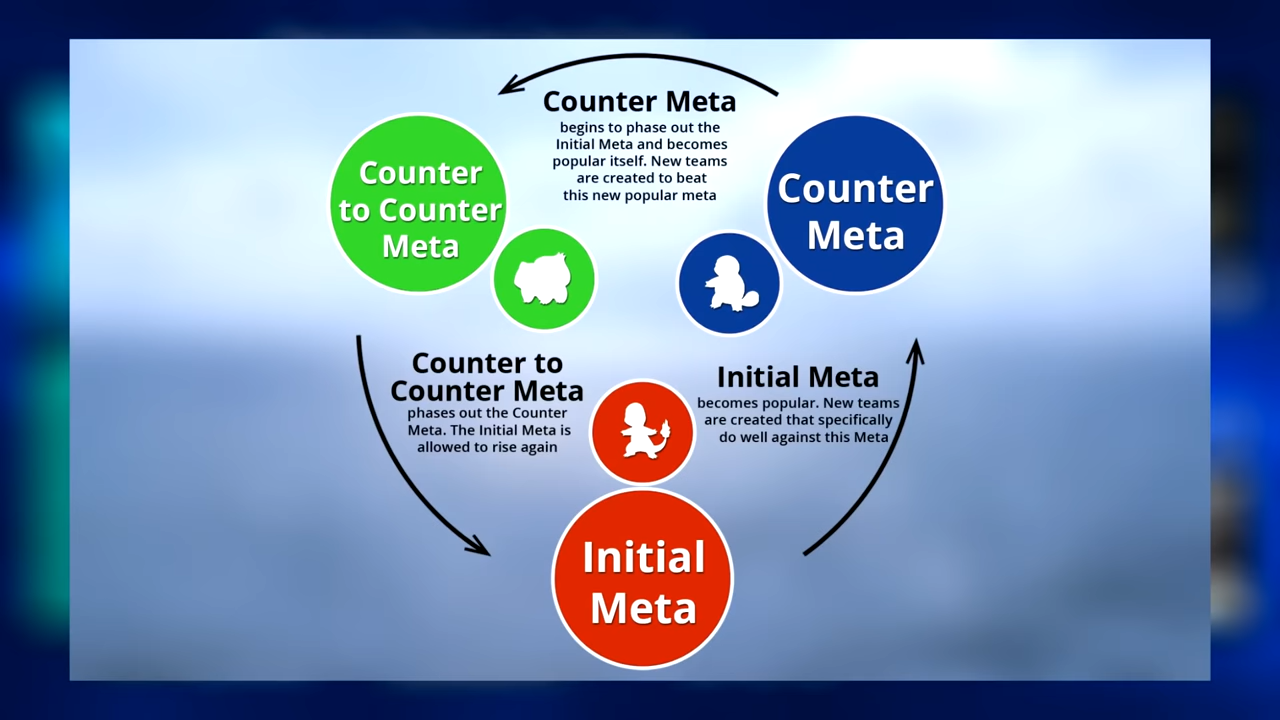 Counter Meta
begins to phase out the
Initial Meta and becomes
popular itself. New teams
are created to beat
this new popular meta
Counter
to Counter
Meta
Counter
Meta
Counter to
Counter Meta
phases out the Counter
Meta. The Initial Meta is
allowed to rise again
Initial Meta
becomes popular. New teams
are created that specifically
do well against this Meta
Initial
Meta